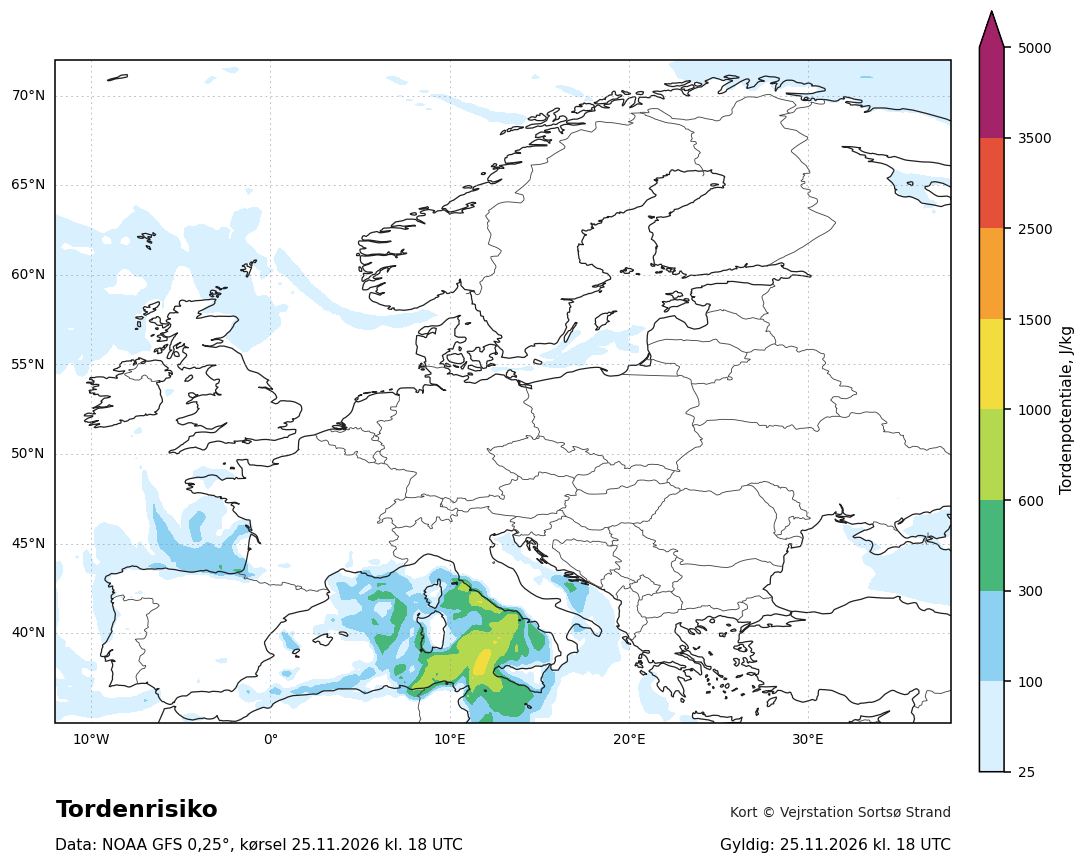 70°N
65°N
60°N
55°N
50°N
45°N
40°N
10°W 0° 10°E 20°E 30°E
5000
3500
2500
1500
1000
600
300
100
25
Tordenpotentiale, J/kg
Tordenrisiko
Kort © Vejrstation Sortsø Strand
Data: NOAA GFS 0,25°, kørsel 25.11.2026 kl. 18 UTC
Gyldig: 25.11.2026 kl. 18 UTC